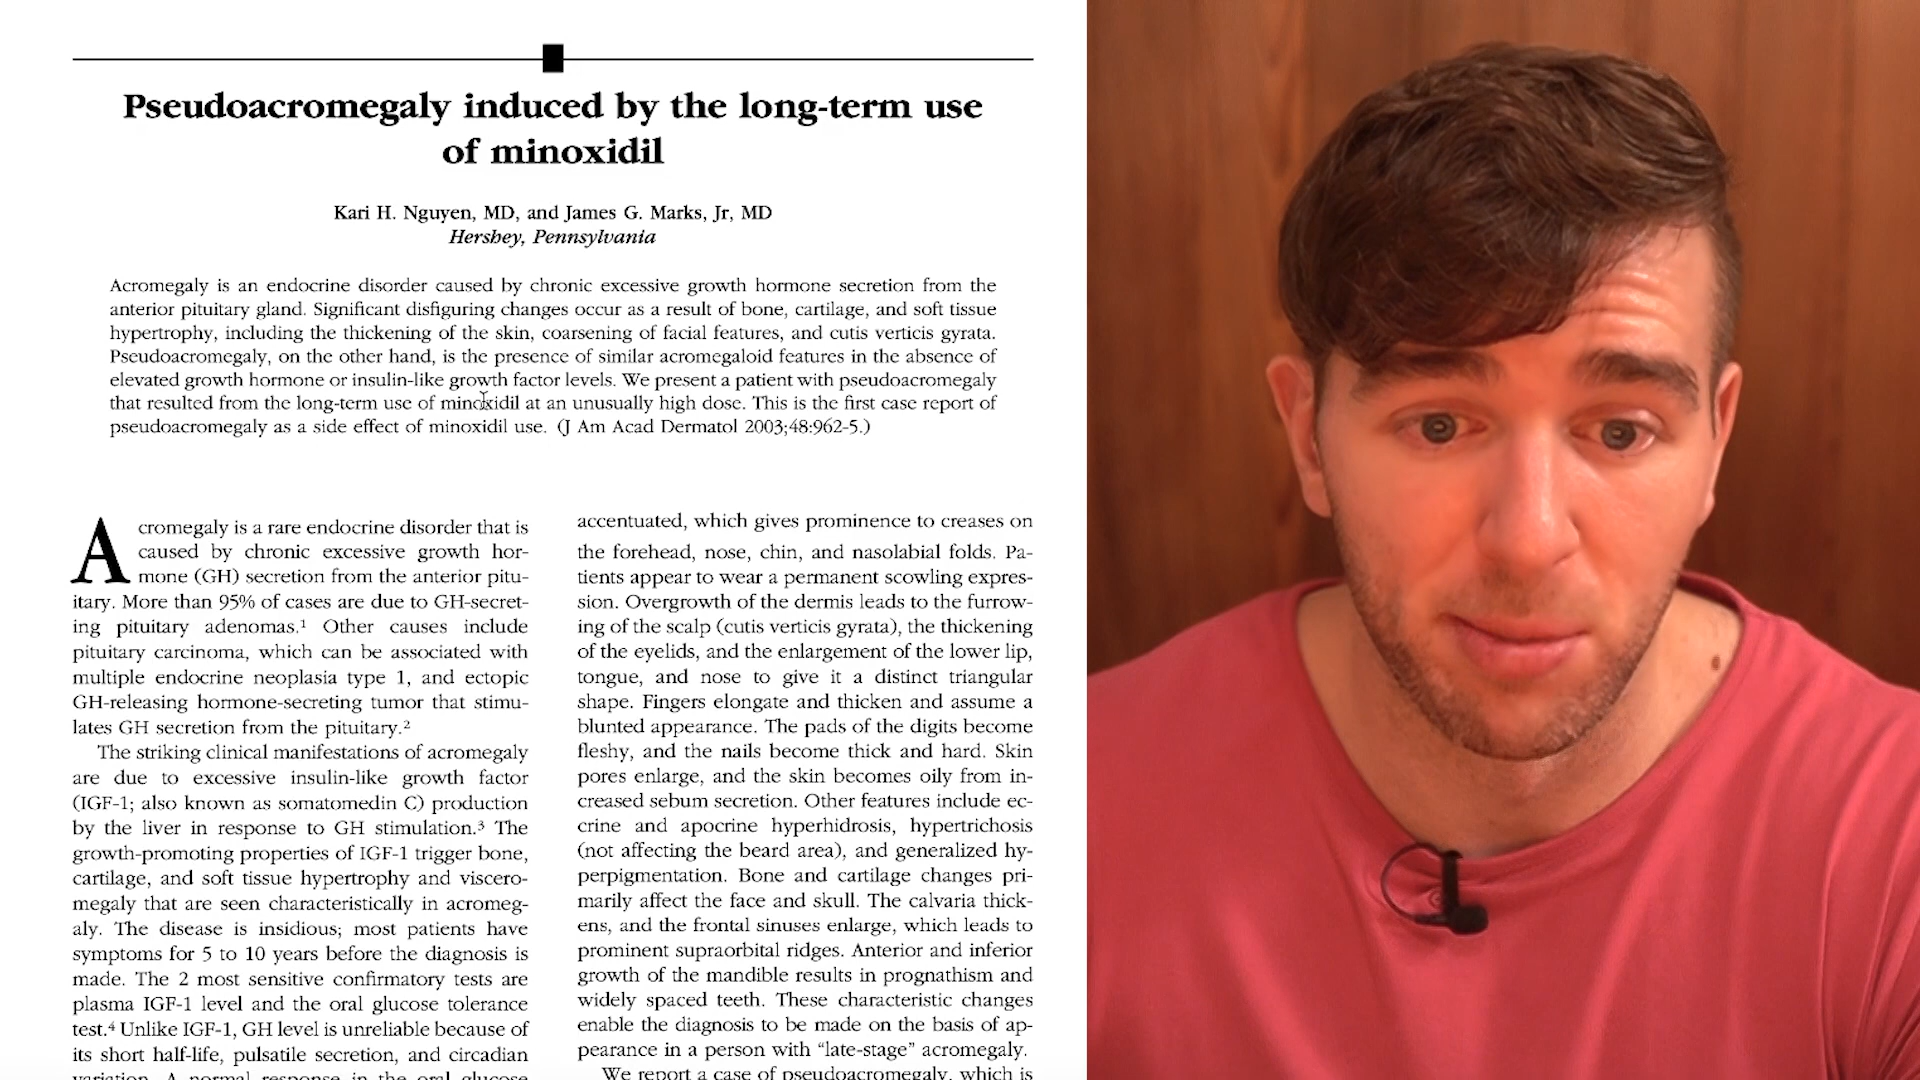 Pseudoacromegaly induced by the long-term use
of minoxidil
Kari H. Nguyen, MD, and James G. Marks, Jr, MD
Hershey, Pennsylvania
Acromegaly is an endocrine disorder caused by chronic excessive growth hormone secretion from the
anterior pituitary gland. Significant disfiguring changes occur as a result of bone, cartilage, and soft tissue
hypertrophy, including the thickening of the skin, coarsening of facial features, and cutis verticis gyrata.
Pseudoacromegaly, on the other hand, is the presence of similar acromegaloid features in the absence of
elevated growth hormone or insulin-like growth factor levels. We present a patient with pseudoacromegaly
that resulted from the long-term use of minoxidil at an unusually high dose. This is the first case report of
pseudoacromegaly as a side effect of minoxidil use. (J Am Acad Dermatol 2003;48:962-5.)
Acromegaly is a rare endocrine disorder that is
caused by chronic excessive growth hor-
mone (GH) secretion from the anterior pitu-
itary. More than 95% of cases are due to GH-secret-
ing pituitary adenomas.¹ Other causes include
pituitary carcinoma, which can be associated with
multiple endocrine neoplasia type 1, and ectopic
GH-releasing hormone-secreting tumor that stimu-
lates GH secretion from the pituitary.²
The striking clinical manifestations of acromegaly
are due to excessive insulin-like growth factor
(IGF-1; also known as somatomedin C) production
by the liver in response to GH stimulation.³ The
growth-promoting properties of IGF-1 trigger bone,
cartilage, and soft tissue hypertrophy and viscero-
megaly that are seen characteristically in acromeg-
aly. The disease is insidious; most patients have
symptoms for 5 to 10 years before the diagnosis is
made. The 2 most sensitive confirmatory tests are
plasma IGF-1 level and the oral glucose tolerance
test.⁴ Unlike IGF-1, GH level is unreliable because of
its short half-life, pulsatile secretion, and circadian
variation. A normal response in the oral glucose
accentuated, which gives prominence to creases on
the forehead, nose, chin, and nasolabial folds. Pa-
tients appear to wear a permanent scowling expres-
sion. Overgrowth of the dermis leads to the furrow-
ing of the scalp (cutis verticis gyrata), the thickening
of the eyelids, and the enlargement of the lower lip,
tongue, and nose to give it a distinct triangular
shape. Fingers elongate and thicken and assume a
blunted appearance. The pads of the digits become
fleshy, and the nails become thick and hard. Skin
pores enlarge, and the skin becomes oily from in-
creased sebum secretion. Other features include ec-
crine and apocrine hyperhidrosis, hypertrichosis
(not affecting the beard area), and generalized hy-
perpigmentation. Bone and cartilage changes pri-
marily affect the face and skull. The calvaria thick-
ens, and the frontal sinuses enlarge, which leads to
prominent supraorbital ridges. Anterior and inferior
growth of the mandible results in prognathism and
widely spaced teeth. These characteristic changes
enable the diagnosis to be made on the basis of ap-
pearance in a person with “late-stage” acromegaly.
We report a case of pseudoacromegaly, which is